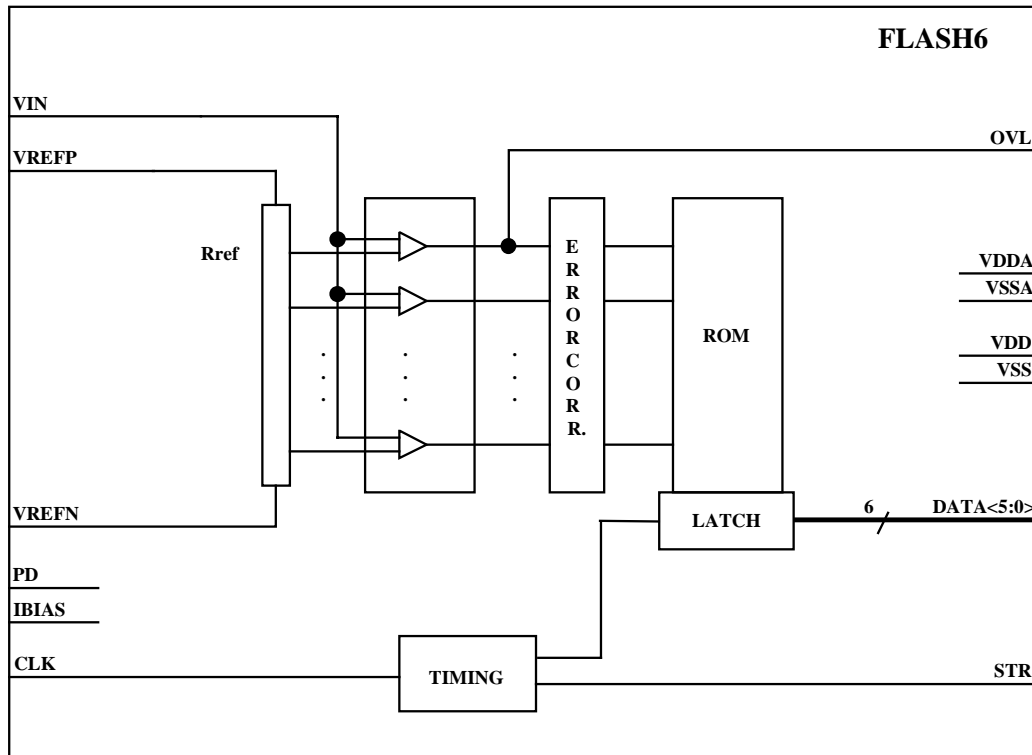 FLASH6
VIN
OVL
VREFP
Rref
ERRORCORR.
VDDA
VSSA
ROM
VDD
VSS
VREFN
LATCH
6
DATA<5:0>
PD
IBIAS
CLK
TIMING
STR